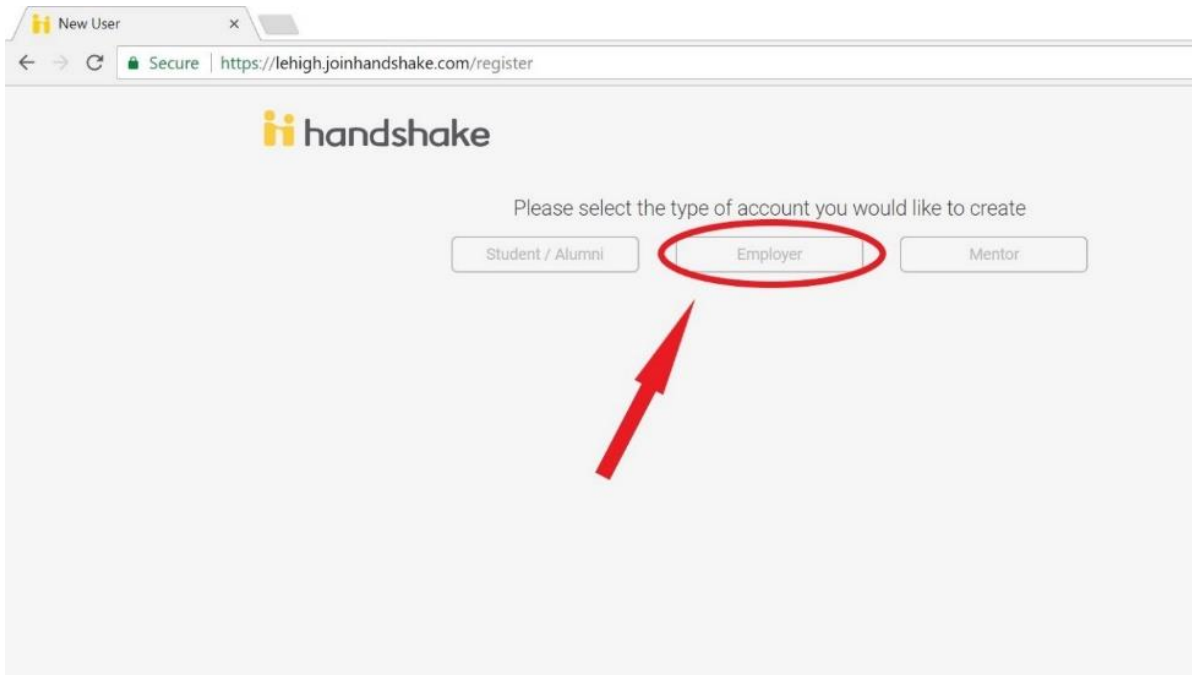 New User
Secure https://lehigh.joinhandshake.com/register
handshake
Please select the type of account you would like to create
Student / Alumni Employer Mentor